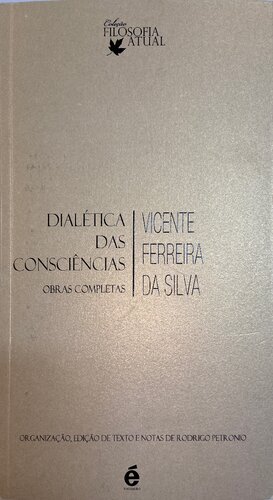 Coleção
FILOSOFIA
ATUAL
DIALÉTICA
DAS
CONSCIÊNCIAS
OBRAS COMPLETAS
VICENTE
FERREIRA
DA SILVA
ORGANIZAÇÃO, EDIÇÃO DE TEXTO E NOTAS DE RODRIGO PETRONIO
é